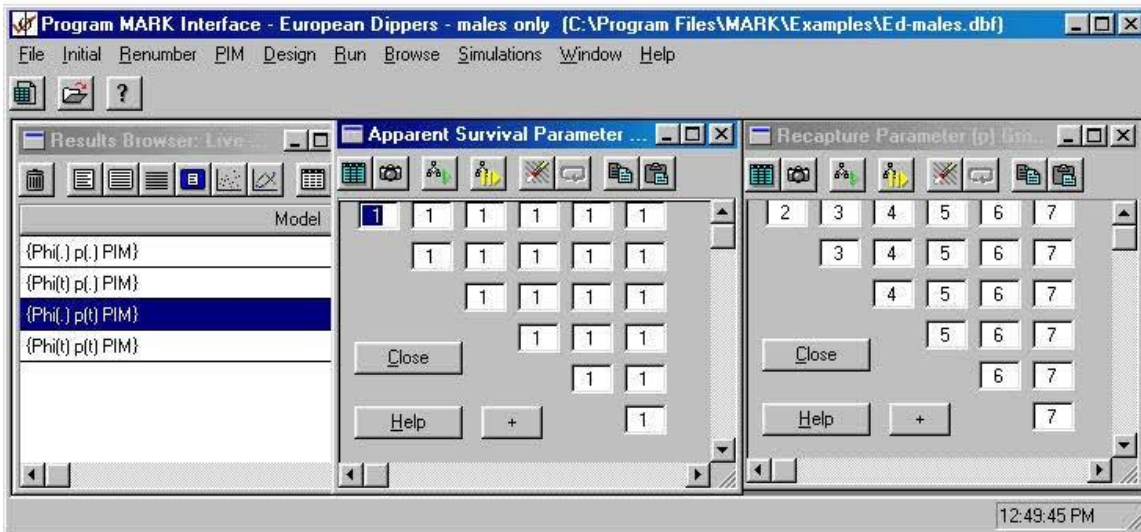 Program MARK Interface - European Dippers - males only (C:\Program Files\MARK\Examples\Ed-males.dbf)
File Initial Renumber PIM Design Run Browse Simulations Window Help
?
Results Browser: Live -...
Model
{Phi(.) p(.) PIM}
{Phi(t) p(.) PIM}
{Phi(.) p(t) PIM}
{Phi(t) p(t) PIM}
Apparent Survival Parameter ...
1 1 1 1 1 1
1 1 1 1 1
1 1 1 1
1 1 1
Close
1 1
Help + 1
Recapture Parameter (p) Gro...
2 3 4 5 6 7
3 4 5 6 7
4 5 6 7
5 6 7
Close
6 7
Help + 7
12:49:45 PM